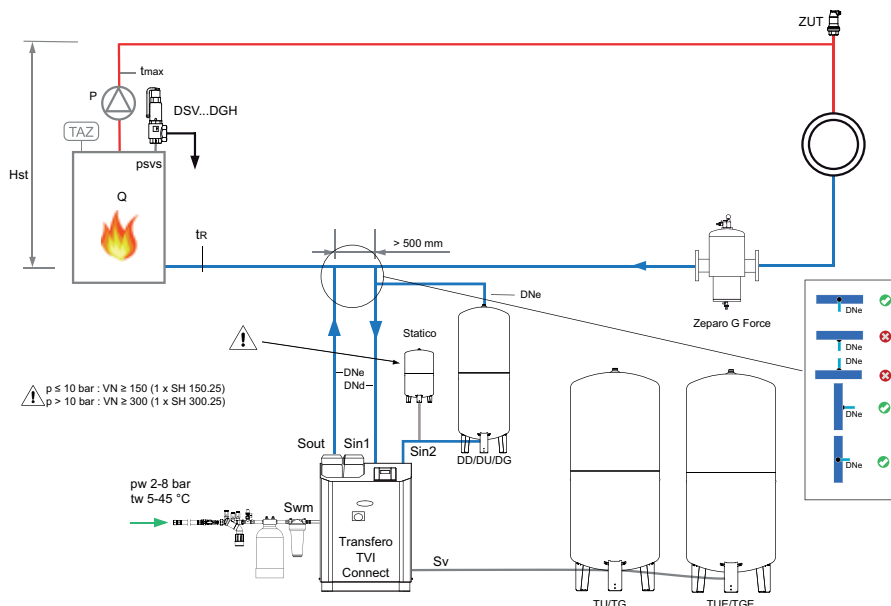 ZUT
tmax
P
DSV...DGH
TAZ
psvs
Hst
Q
tR
> 500 mm
DNe
Zeparo G Force
Statico
DNe
DNe
DNe
DNe
DNe
DNe
DNd
p ≤ 10 bar : VN ≥ 150 (1 x SH 150.25)
p > 10 bar : VN ≥ 300 (1 x SH 300.25)
Sout
Sin1
Sin2
DD/DU/DG
pw 2-8 bar
tw 5-45 °C
Swm
Transfero
TVI
Connect
Sv
TU/TG
TUE/TGE